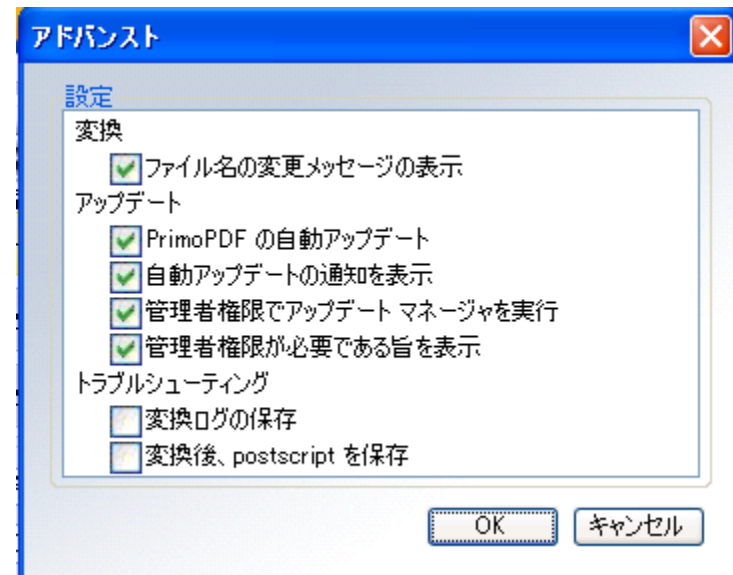 アドバンスト
設定
変換
ファイル名の変更メッセージの表示
アップデート
PrimoPDF の自動アップデート
自動アップデートの通知を表示
管理者権限でアップデート マネージャを実行
管理者権限が必要である旨を表示
トラブルシューティング
変換ログの保存
変換後、postscript を保存
OK キャンセル